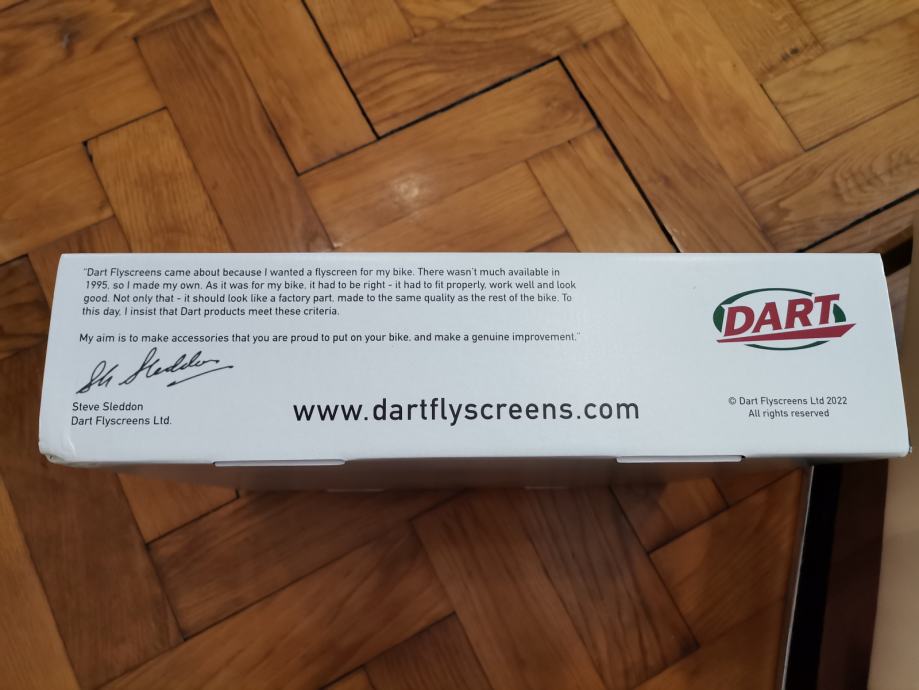 "Dart Flyscreens came about because I wanted a flyscreen for my bike. There wasn't much available in
1995, so I made my own. As it was for my bike, it had to be right - it had to fit properly, work well and look
good. Not only that - it should look like a factory part, made to the same quality as the rest of the bike. To
this day, I insist that Dart products meet these criteria.
My aim is to make accessories that you are proud to put on your bike, and make a genuine improvement."
Steve Sleddon
Dart Flyscreens Ltd.
www.dartflyscreens.com
DART
© Dart Flyscreens Ltd 2022
All rights reserved